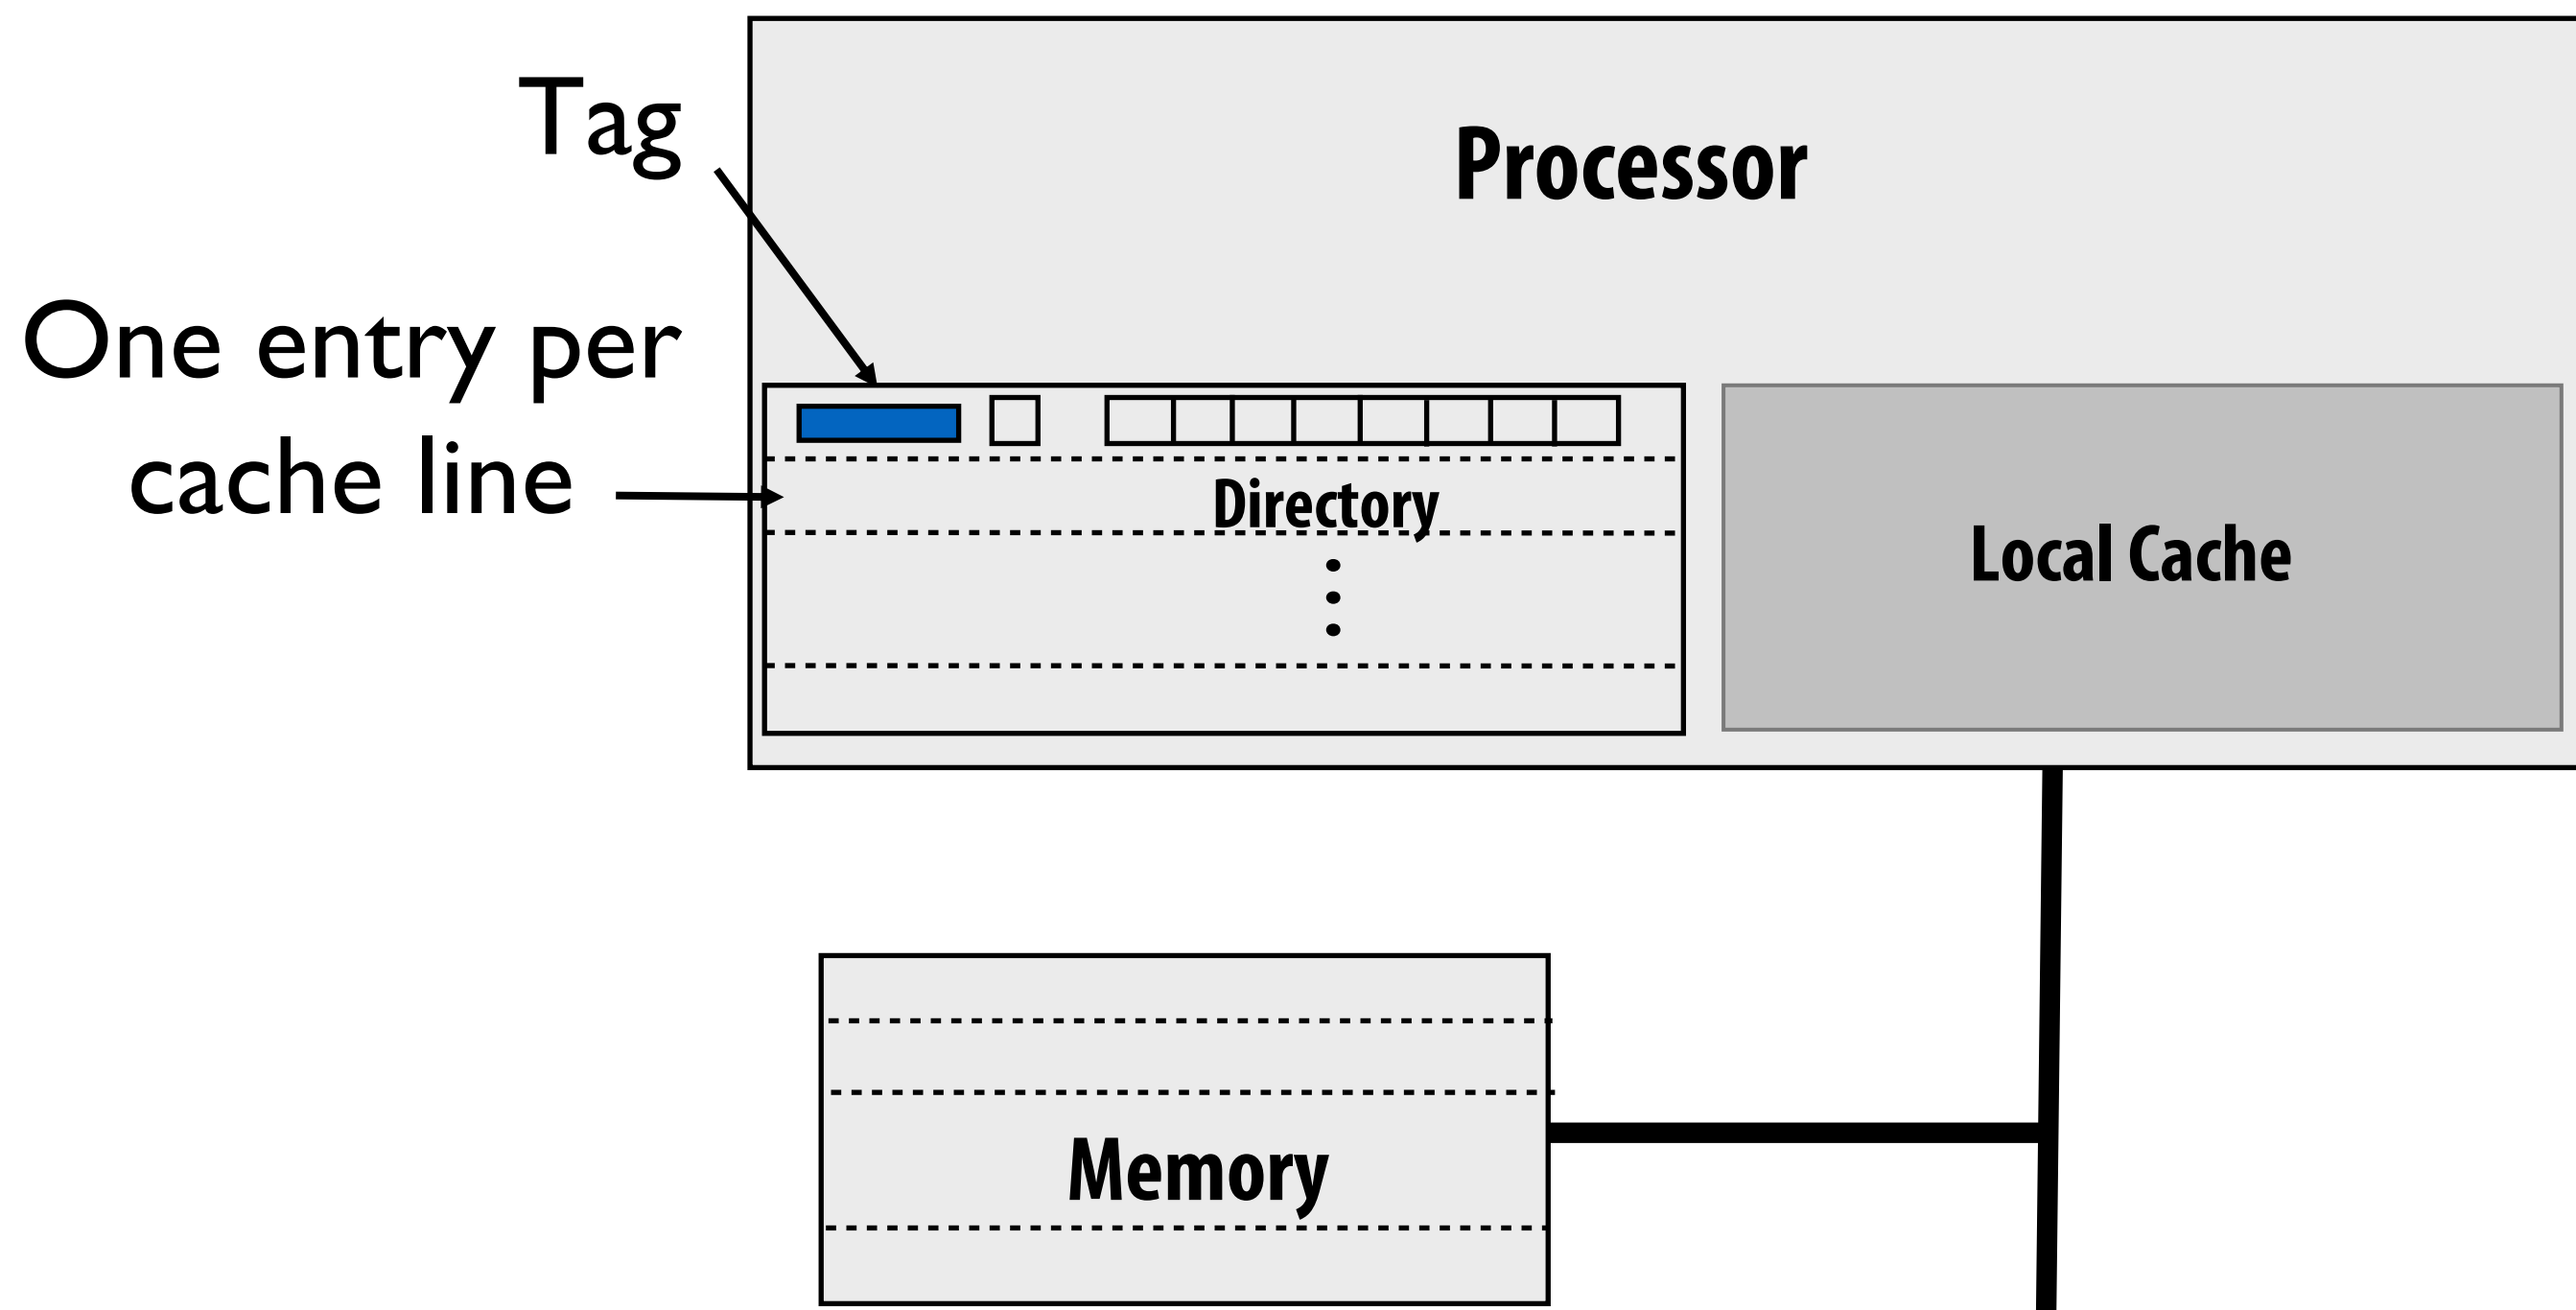 Tag
Processor
One entry per
cache line
Directory
Local Cache
Memory